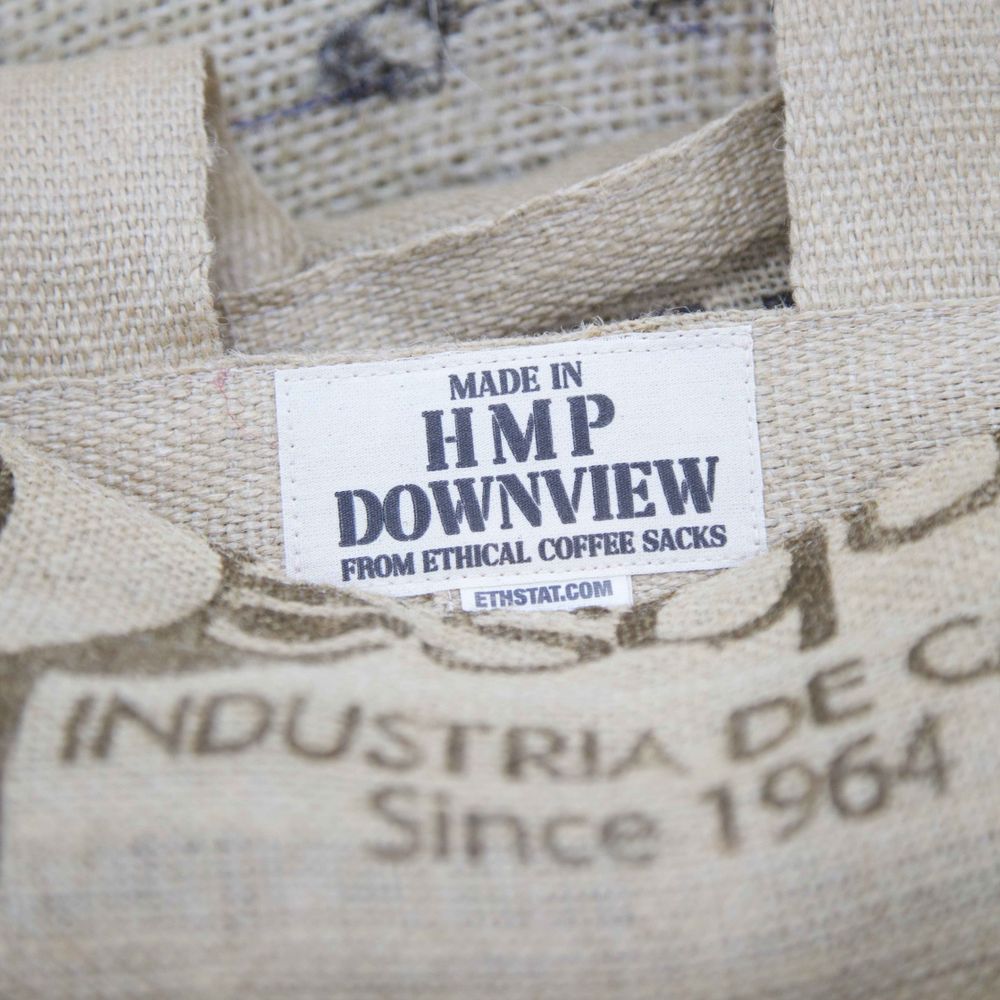 MADE IN
HMP
DOWNVIEW
FROM ETHICAL COFFEE SACKS
ETHSTAT.COM
INDUSTRIA DE
Since 1964